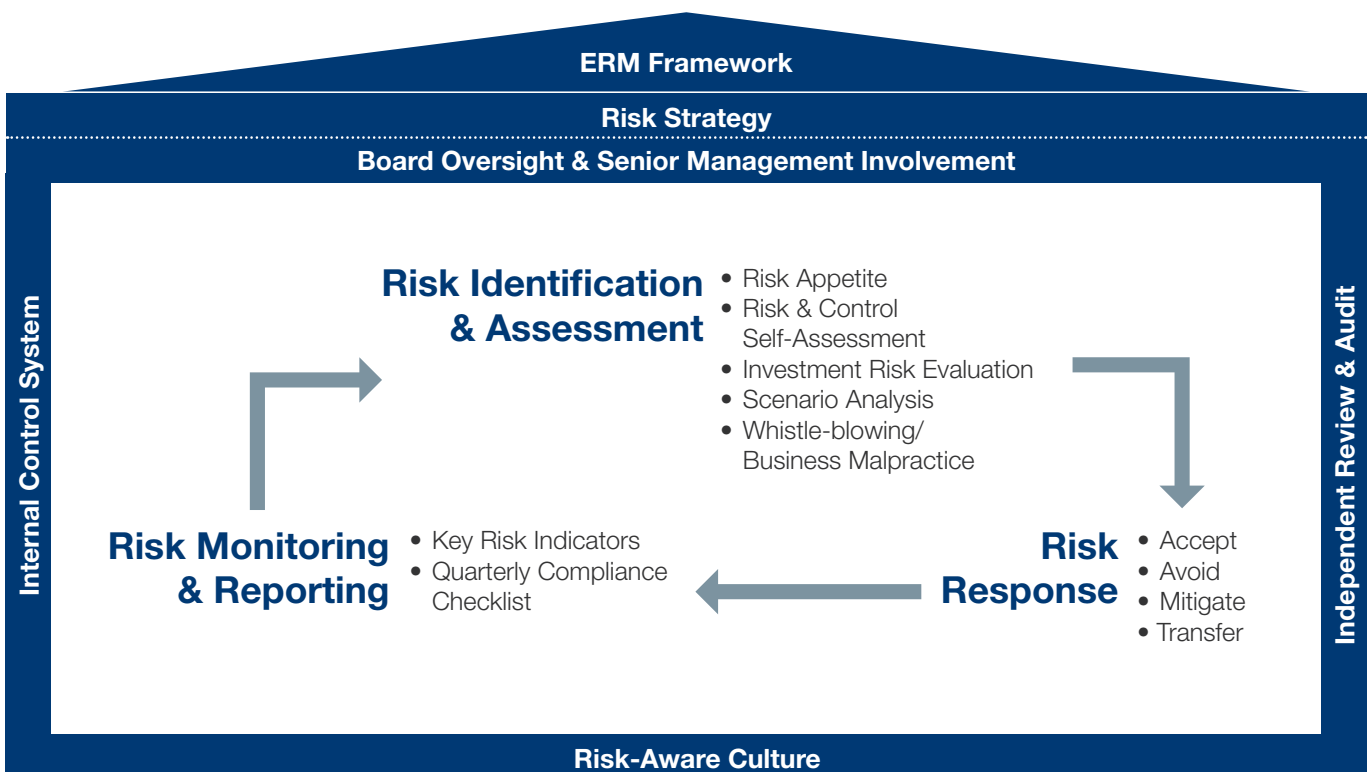 ERM Framework
Risk Strategy
Board Oversight & Senior Management Involvement
Internal Control System
Risk Identification
& Assessment
• Risk Appetite
• Risk & Control
Self-Assessment
• Investment Risk Evaluation
• Scenario Analysis
• Whistle-blowing/
Business Malpractice
Risk Monitoring
& Reporting
• Key Risk Indicators
• Quarterly Compliance
Checklist
Risk
Response
• Accept
• Avoid
• Mitigate
• Transfer
Independent Review & Audit
Risk-Aware Culture